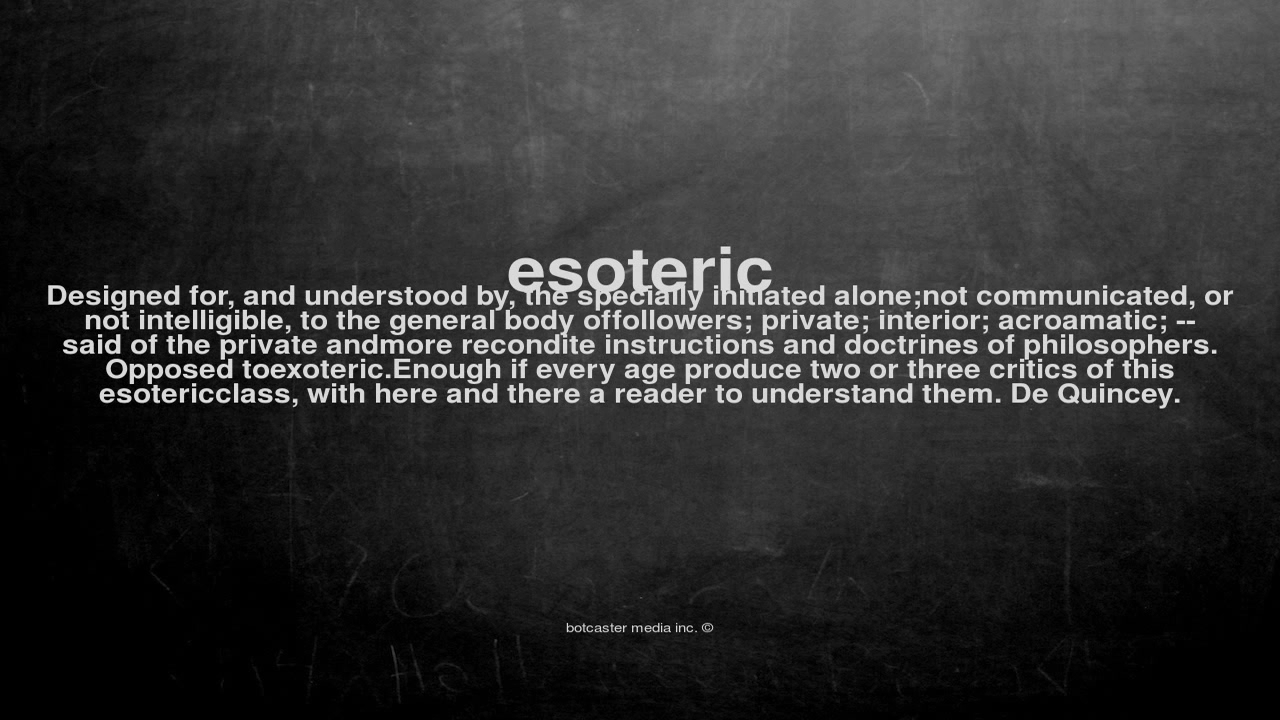 esoteric
Designed for, and understood by, the specially initiated alone;not communicated, or
not intelligible, to the general body offollowers; private; interior; acroamatic; --
said of the private andmore recondite instructions and doctrines of philosophers.
Opposed toexoteric.Enough if every age produce two or three critics of this
esotericclass, with here and there a reader to understand them. De Quincey.
botcaster media inc. ©